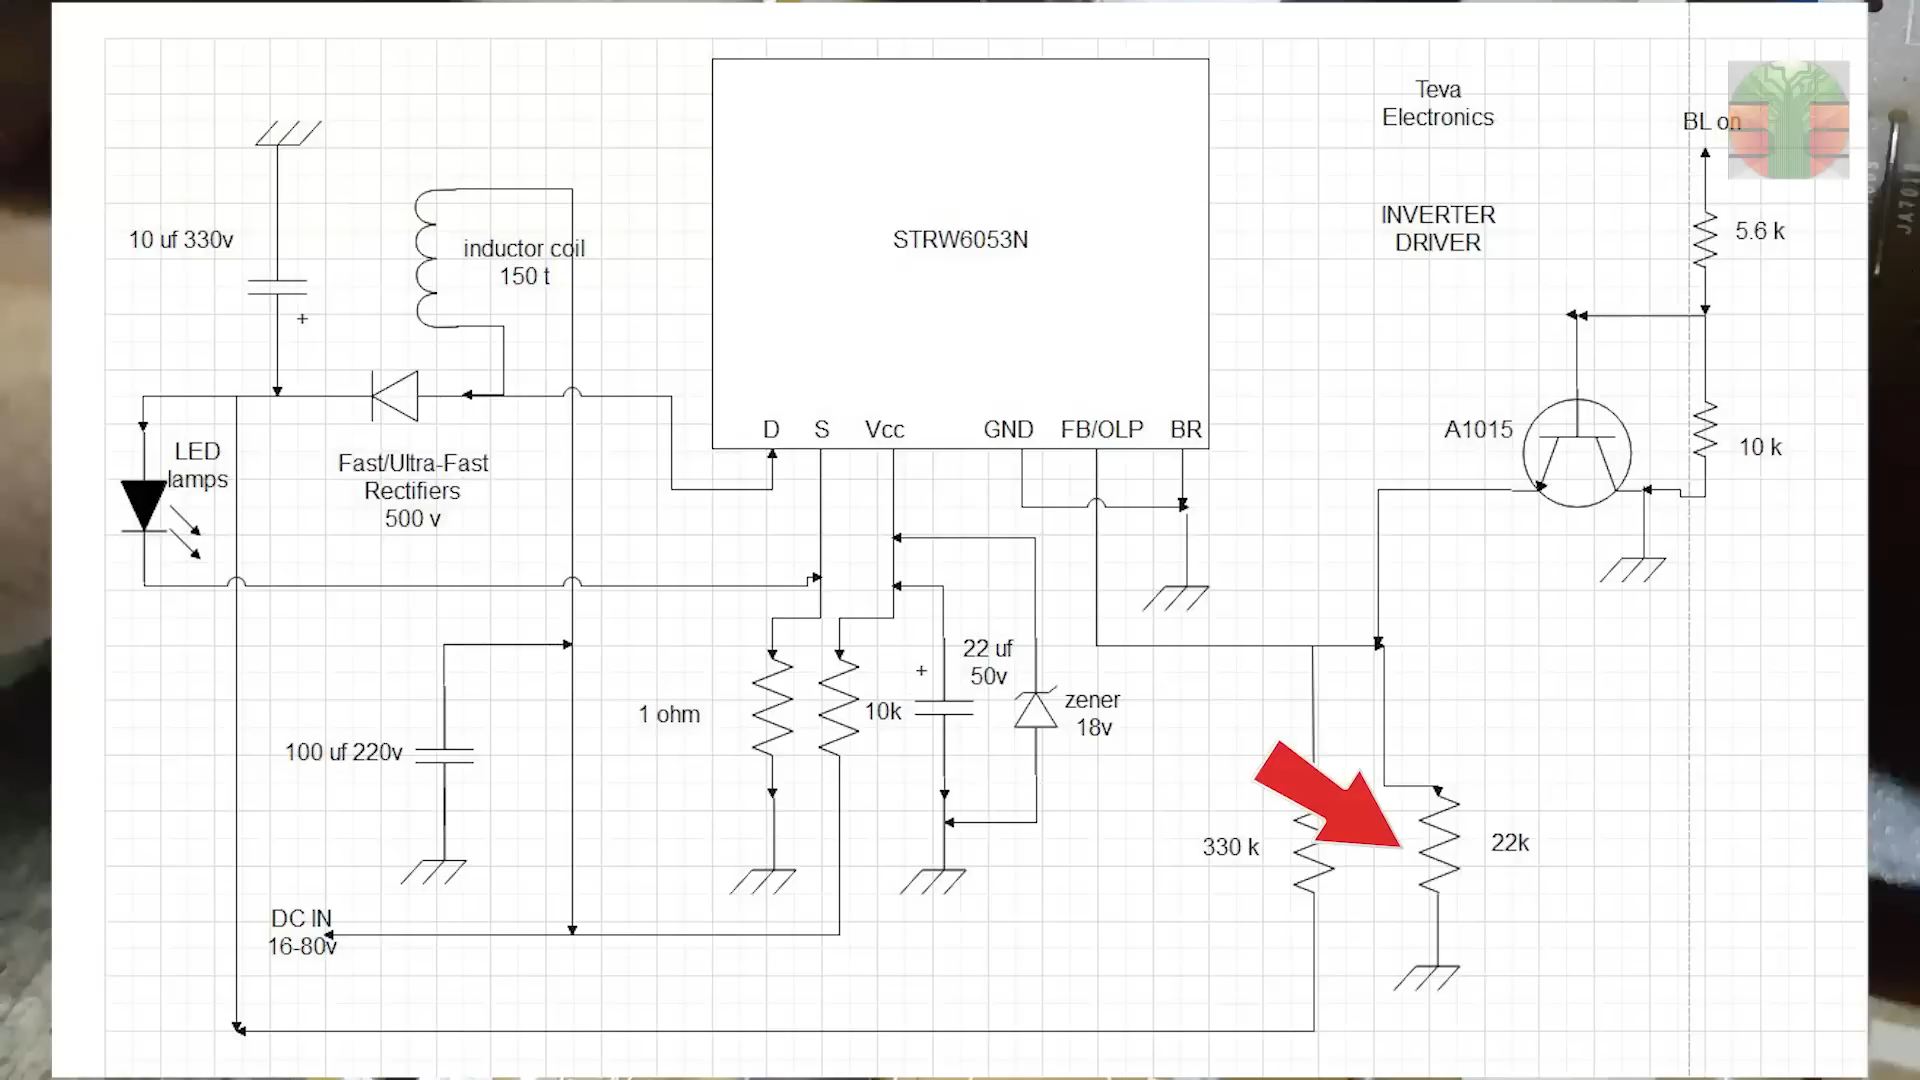 Teva
Electronics
BL on
10 uf 330v
inductor coil
150 t
STRW6053N
INVERTER
DRIVER
5.6 k
D
S
Vcc
GND
FB/OLP
BR
A1015
10 k
LED
lamps
Fast/Ultra-Fast
Rectifiers
500 v
+
+
22 uf
50v
1 ohm
10k
zener
18v
100 uf 220v
330 k
22k
DC IN
16-80v
JA701